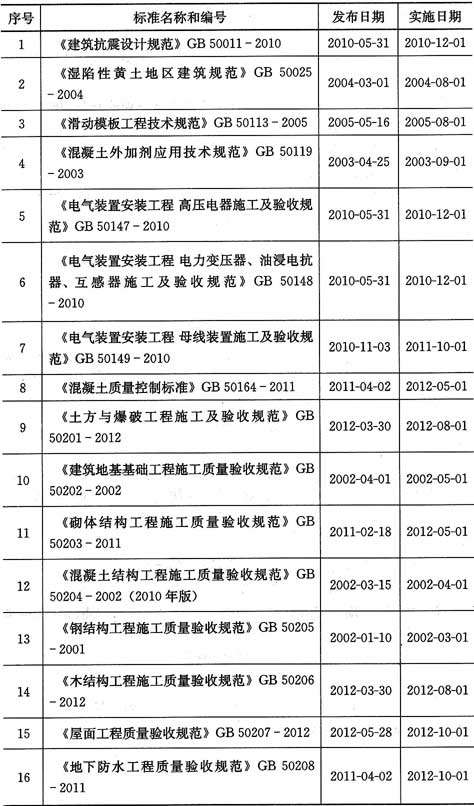 序号 标准名称和编号 发布日期 实施日期
1 《建筑抗震设计规范》GB 50011-2010 2010-05-31 2010-12-01
2 《湿陷性黄土地区建筑规范》GB 50025
-2004 2004-03-01 2004-08-01
3 《滑动模板工程技术规范》GB 50113-2005 2005-05-16 2005-08-01
4 《混凝土外加剂应用技术规范》GB 50119
-2003 2003-04-25 2003-09-01
5 《电气装置安装工程 高压电器施工及验收规
范》GB 50147-2010 2010-05-31 2010-12-01
6 《电气装置安装工程 电力变压器、油浸电抗
器、互感器施工及验收规范》GB 50148
-2010 2010-05-31 2010-12-01
7 《电气装置安装工程 母线装置施工及验收规
范》GB 50149-2010 2010-11-03 2011-10-01
8 《混凝土质量控制标准》GB 50164-2011 2011-04-02 2012-05-01
9 《土方与爆破工程施工及验收规范》GB
50201-2012 2012-03-30 2012-08-01
10 《建筑地基基础工程施工质量验收规范》GB
50202-2002 2002-04-01 2002-05-01
11 《砌体结构工程施工质量验收规范》GB
50203-2011 2011-02-18 2012-05-01
12 《混凝土结构工程施工质量验收规范》GB
50204-2002(2010年版) 2002-03-15 2002-04-01
13 《钢结构工程施工质量验收规范》GB 50205
-2001 2002-01-10 2002-03-01
14 《木结构工程施工质量验收规范》GB 50206
-2012 2012-03-30 2012-08-01
15 《屋面工程质量验收规范》GB 50207-2012 2012-05-28 2012-10-01
16 《地下防水工程质量验收规范》GB 50208
-2011 2011-04-02 2012-10-01